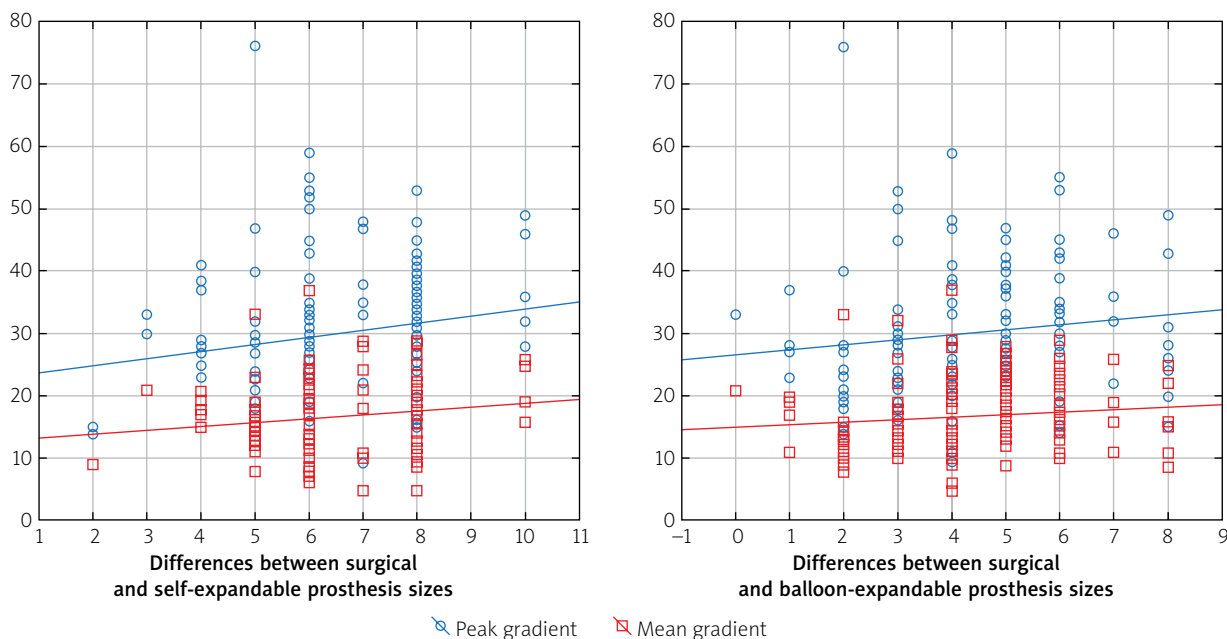 80
70
60
50
40
30
20
10
0
1 2 3 4 5 6 7 8 9 10 11
Differences between surgical
and self-expandable prosthesis sizes
80
70
60
50
40
30
20
10
0
–1 0 1 2 3 4 5 6 7 8 9
Differences between surgical
and balloon-expandable prosthesis sizes
Peak gradient Mean gradient